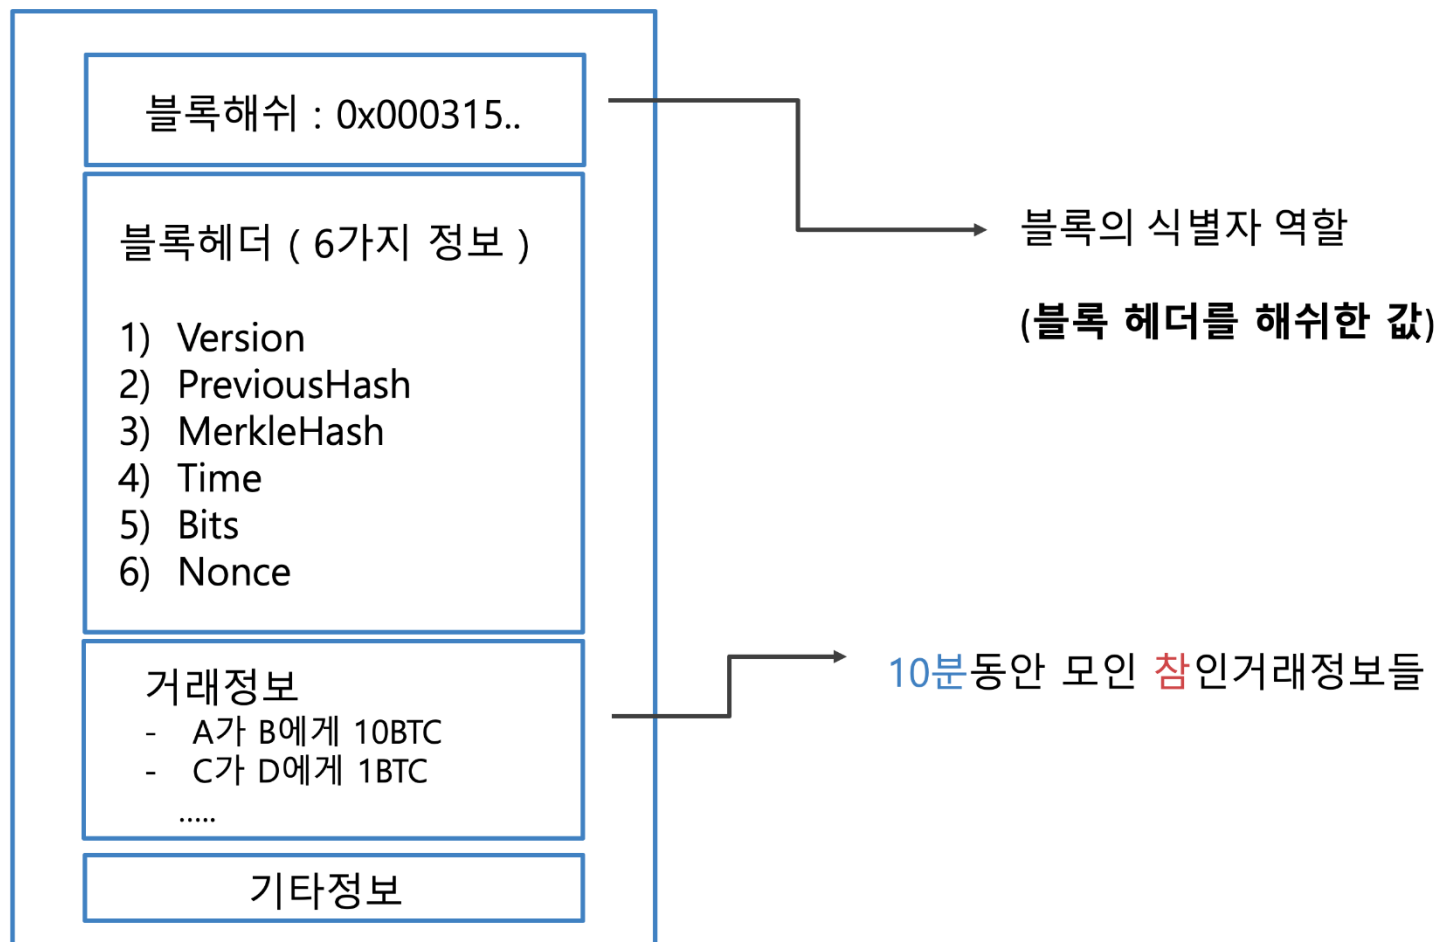 블록해쉬 : 0x000315..
블록헤더 ( 6가지 정보 )
1) Version
2) PreviousHash
3) MerkleHash
4) Time
5) Bits
6) Nonce
거래정보
- A가 B에게 10BTC
- C가 D에게 1BTC
.....
기타정보
블록의 식별자 역할
(블록 헤더를 해쉬한 값)
10분동안 모인 참인거래정보들